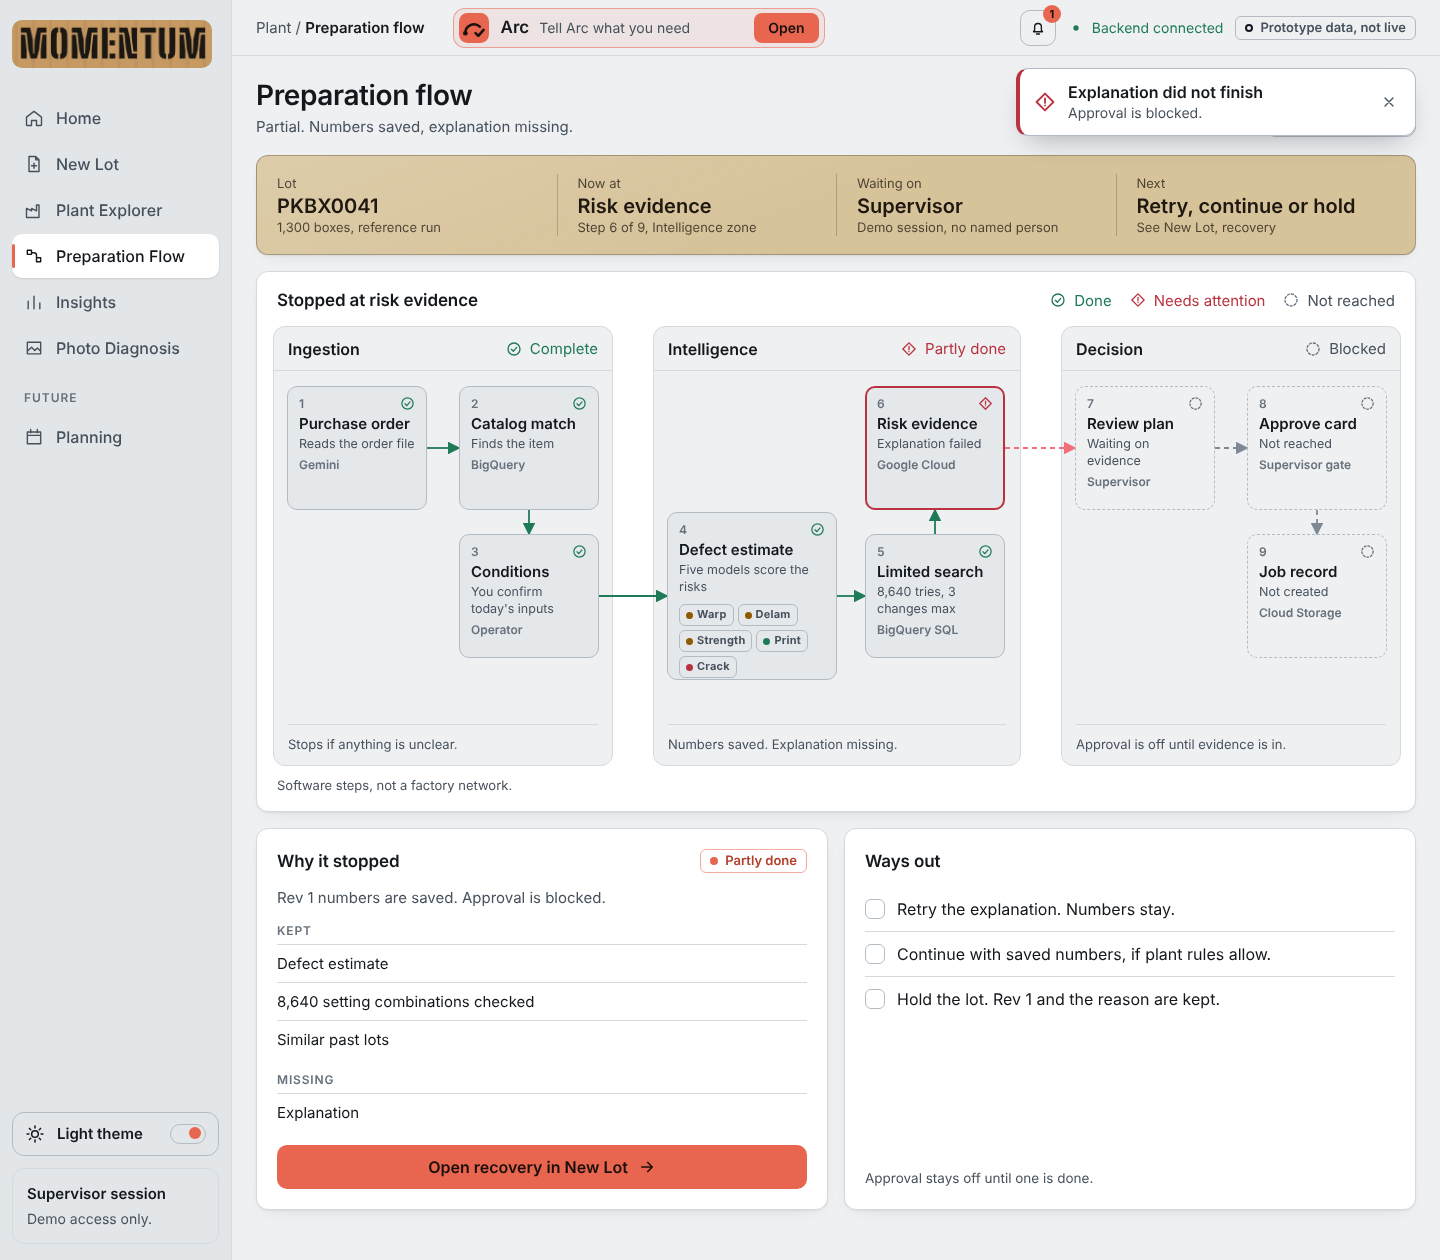 MOMENTUM
Home
New Lot
Plant Explorer
Preparation Flow
Insights
Photo Diagnosis
FUTURE
Planning
Light theme
Supervisor session
Demo access only.
Plant / Preparation flow
Arc Tell Arc what you need Open
1
Backend connected
Prototype data, not live
Preparation flow
Partial. Numbers saved, explanation missing.
Explanation did not finish
Approval is blocked.
Lot
PKBX0041
1,300 boxes, reference run
Now at
Risk evidence
Step 6 of 9, Intelligence zone
Waiting on
Supervisor
Demo session, no named person
Next
Retry, continue or hold
See New Lot, recovery
Stopped at risk evidence
Done
Needs attention
Not reached
Ingestion
Complete
1
Purchase order
Reads the order file
Gemini
2
Catalog match
Finds the item
BigQuery
3
Conditions
You confirm
today's inputs
Operator
Stops if anything is unclear.
Intelligence
Partly done
4
Defect estimate
Five models score the
risks
Warp
Delam
Strength
Print
Crack
5
Limited search
8,640 tries, 3
changes max
BigQuery SQL
6
Risk evidence
Explanation failed
Google Cloud
Numbers saved. Explanation missing.
Decision
Blocked
7
Review plan
Waiting on
evidence
Supervisor
8
Approve card
Not reached
Supervisor gate
9
Job record
Not created
Cloud Storage
Approval is off until evidence is in.
Software steps, not a factory network.
Why it stopped
Partly done
Rev 1 numbers are saved. Approval is blocked.
KEPT
Defect estimate
8,640 setting combinations checked
Similar past lots
MISSING
Explanation
Open recovery in New Lot →
Ways out
Retry the explanation. Numbers stay.
Continue with saved numbers, if plant rules allow.
Hold the lot. Rev 1 and the reason are kept.
Approval stays off until one is done.